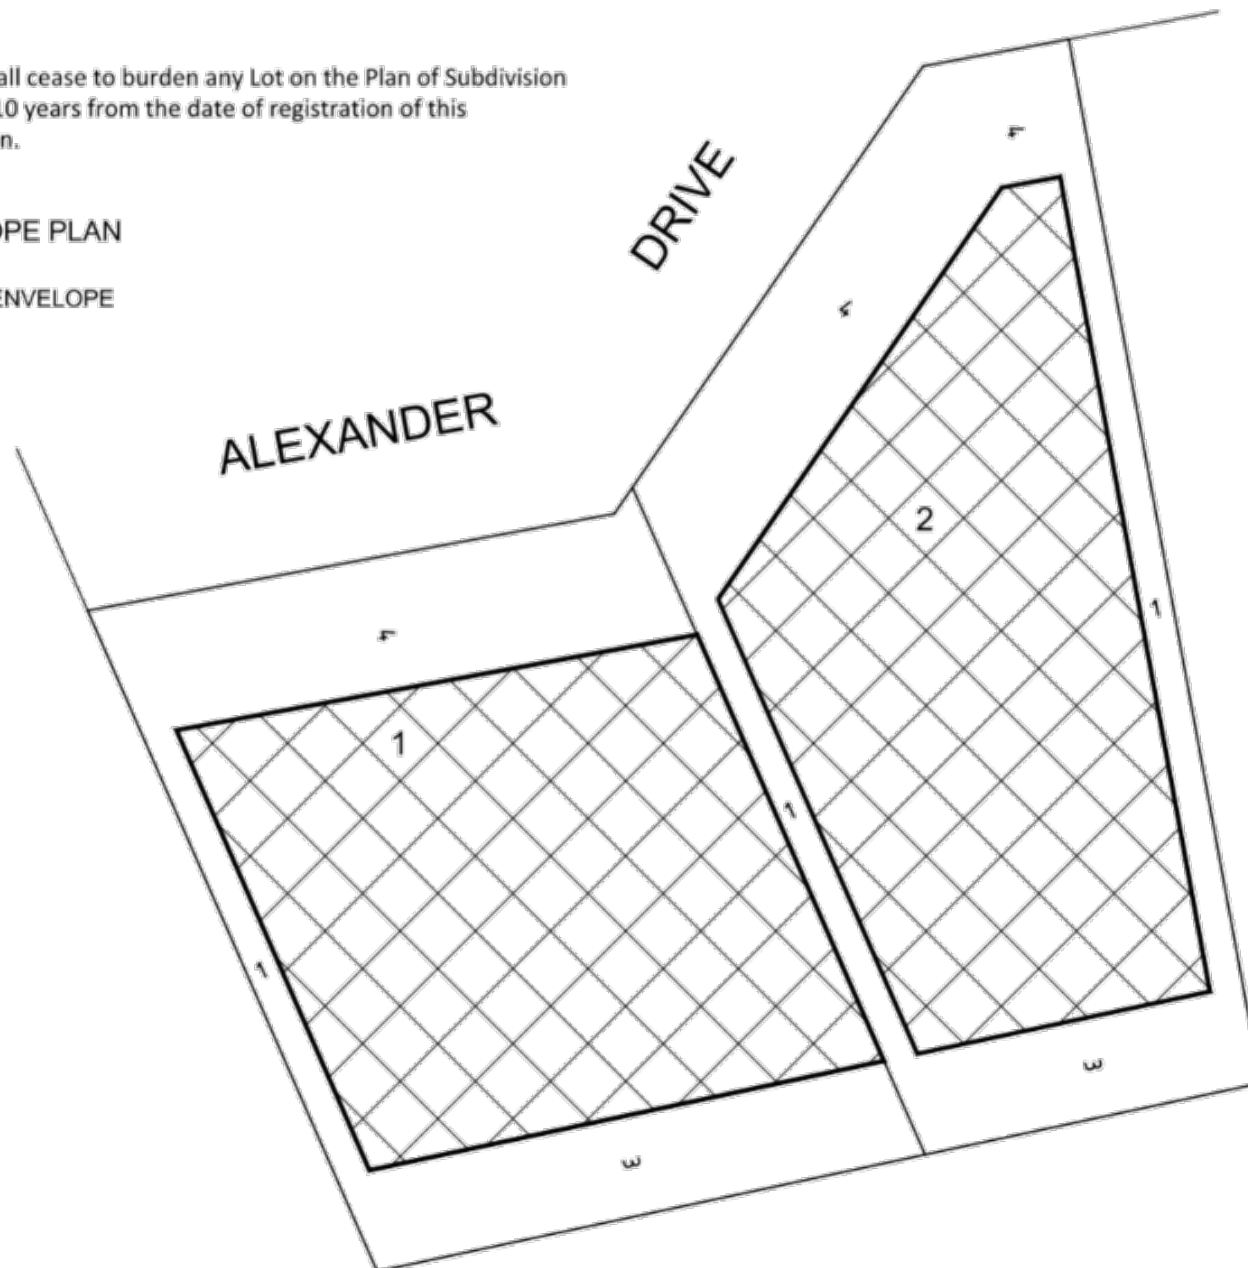 all cease to burden any Lot on the Plan of Subdivision
10 years from the date of registration of this
n.
OPE PLAN
ENVELOPE
ALEXANDER
DRIVE
4
4
4
1
2
1
1
1
3
3